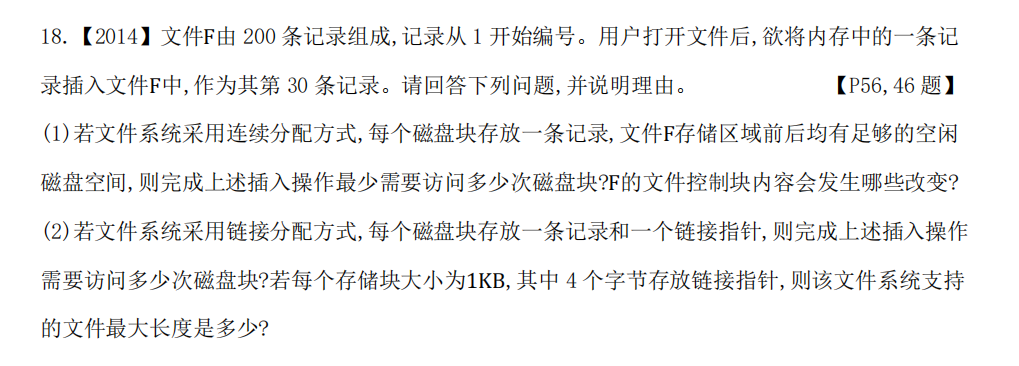 18.【2014】文件F由 200 条记录组成,记录从 1 开始编号。用户打开文件后,欲将内存中的一条记
录插入文件F中,作为其第 30 条记录。请回答下列问题,并说明理由。 【P56,46 题】
(1)若文件系统采用连续分配方式,每个磁盘块存放一条记录,文件F存储区域前后均有足够的空闲
磁盘空间,则完成上述插入操作最少需要访问多少次磁盘块?F的文件控制块内容会发生哪些改变?
(2)若文件系统采用链接分配方式,每个磁盘块存放一条记录和一个链接指针,则完成上述插入操作
需要访问多少次磁盘块?若每个存储块大小为1KB,其中 4 个字节存放链接指针,则该文件系统支持
的文件最大长度是多少?